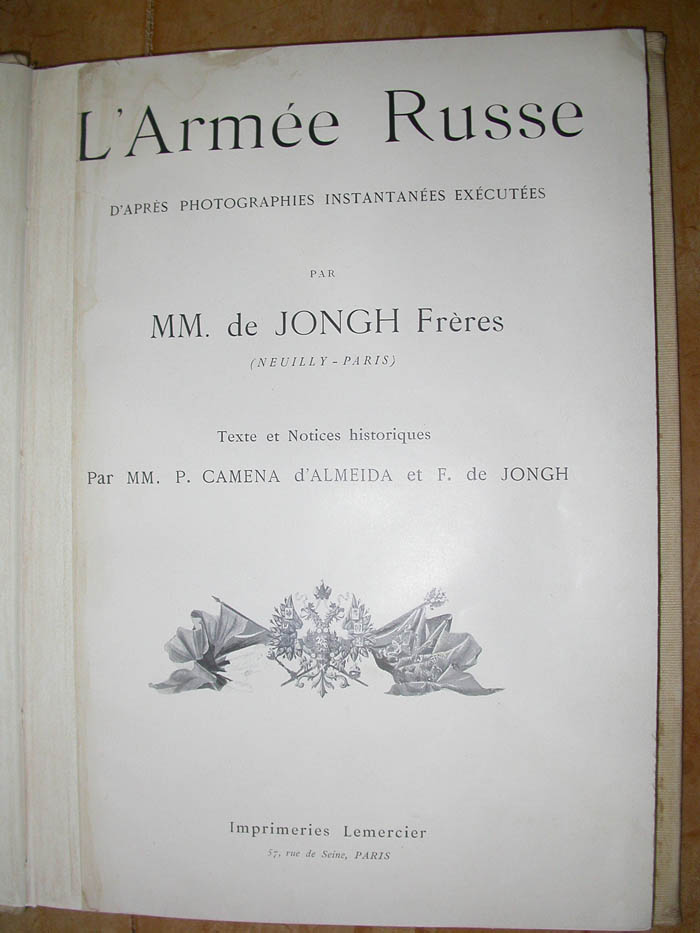 L'Armée Russe
D'APRÈS PHOTOGRAPHIES INSTANTANÉES EXÉCUTÉES
PAR
MM. de JONGH Frères
(NEUILLY-PARIS)
Texte et Notices historiques
Par MM. P. CAMENA d'ALMEIDA et F. de JONGH
Imprimeries Lemercier
57, rue de Seine, PARIS